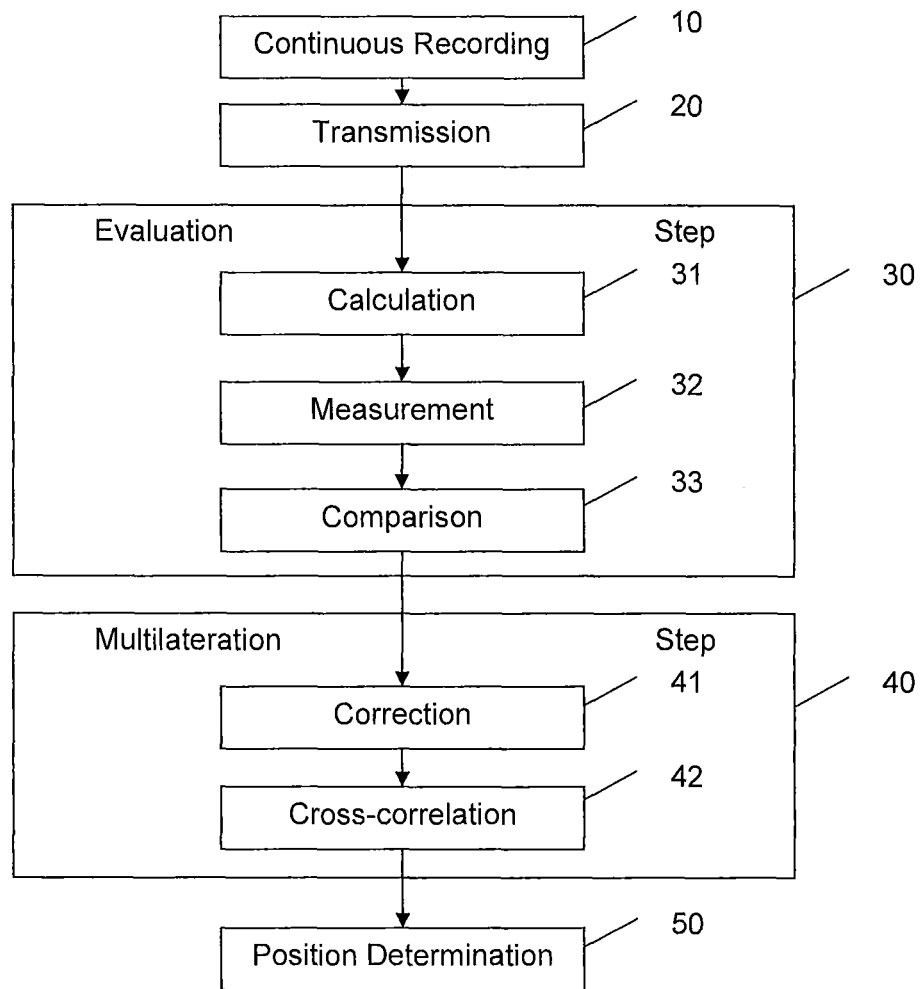 10
Continuous Recording
20
Transmission
Evaluation Step
31
30
Calculation
32
Measurement
33
Comparison
Multilateration Step
41
40
Correction
42
Cross-correlation
50
Position Determination